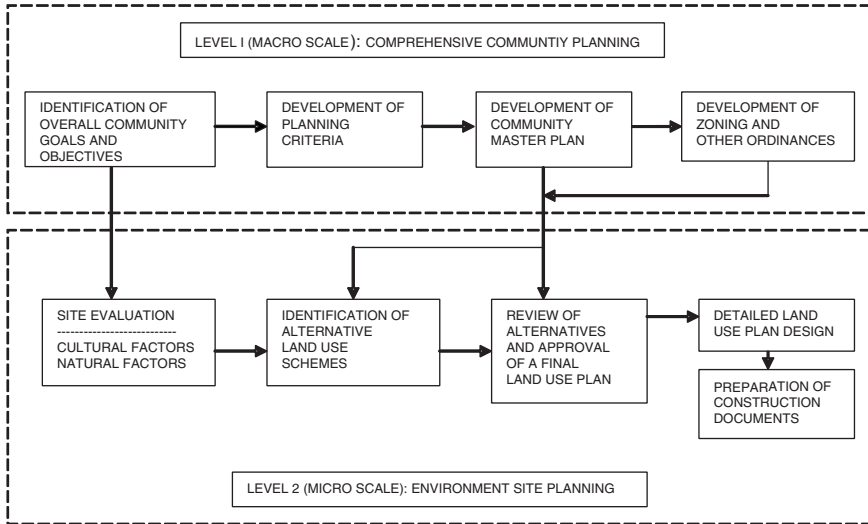 LEVEL I (MACRO SCALE): COMPREHENSIVE COMMUNTIY PLANNING
IDENTIFICATION OF
OVERALL COMMUNITY
GOALS AND
OBJECTIVES
DEVELOPMENT OF
PLANNING
CRITERIA
DEVELOPMENT OF
COMMUNITY
MASTER PLAN
DEVELOPMENT OF
ZONING AND
OTHER ORDINANCES
SITE EVALUATION
---------------------------
CULTURAL FACTORS
NATURAL FACTORS
IDENTIFICATION OF
ALTERNATIVE
LAND USE
SCHEMES
REVIEW OF
ALTERNATIVES
AND APPROVAL
OF A FINAL
LAND USE PLAN
DETAILED LAND
USE PLAN DESIGN
PREPARATION OF
CONSTRUCTION
DOCUMENTS
LEVEL 2 (MICRO SCALE): ENVIRONMENT SITE PLANNING